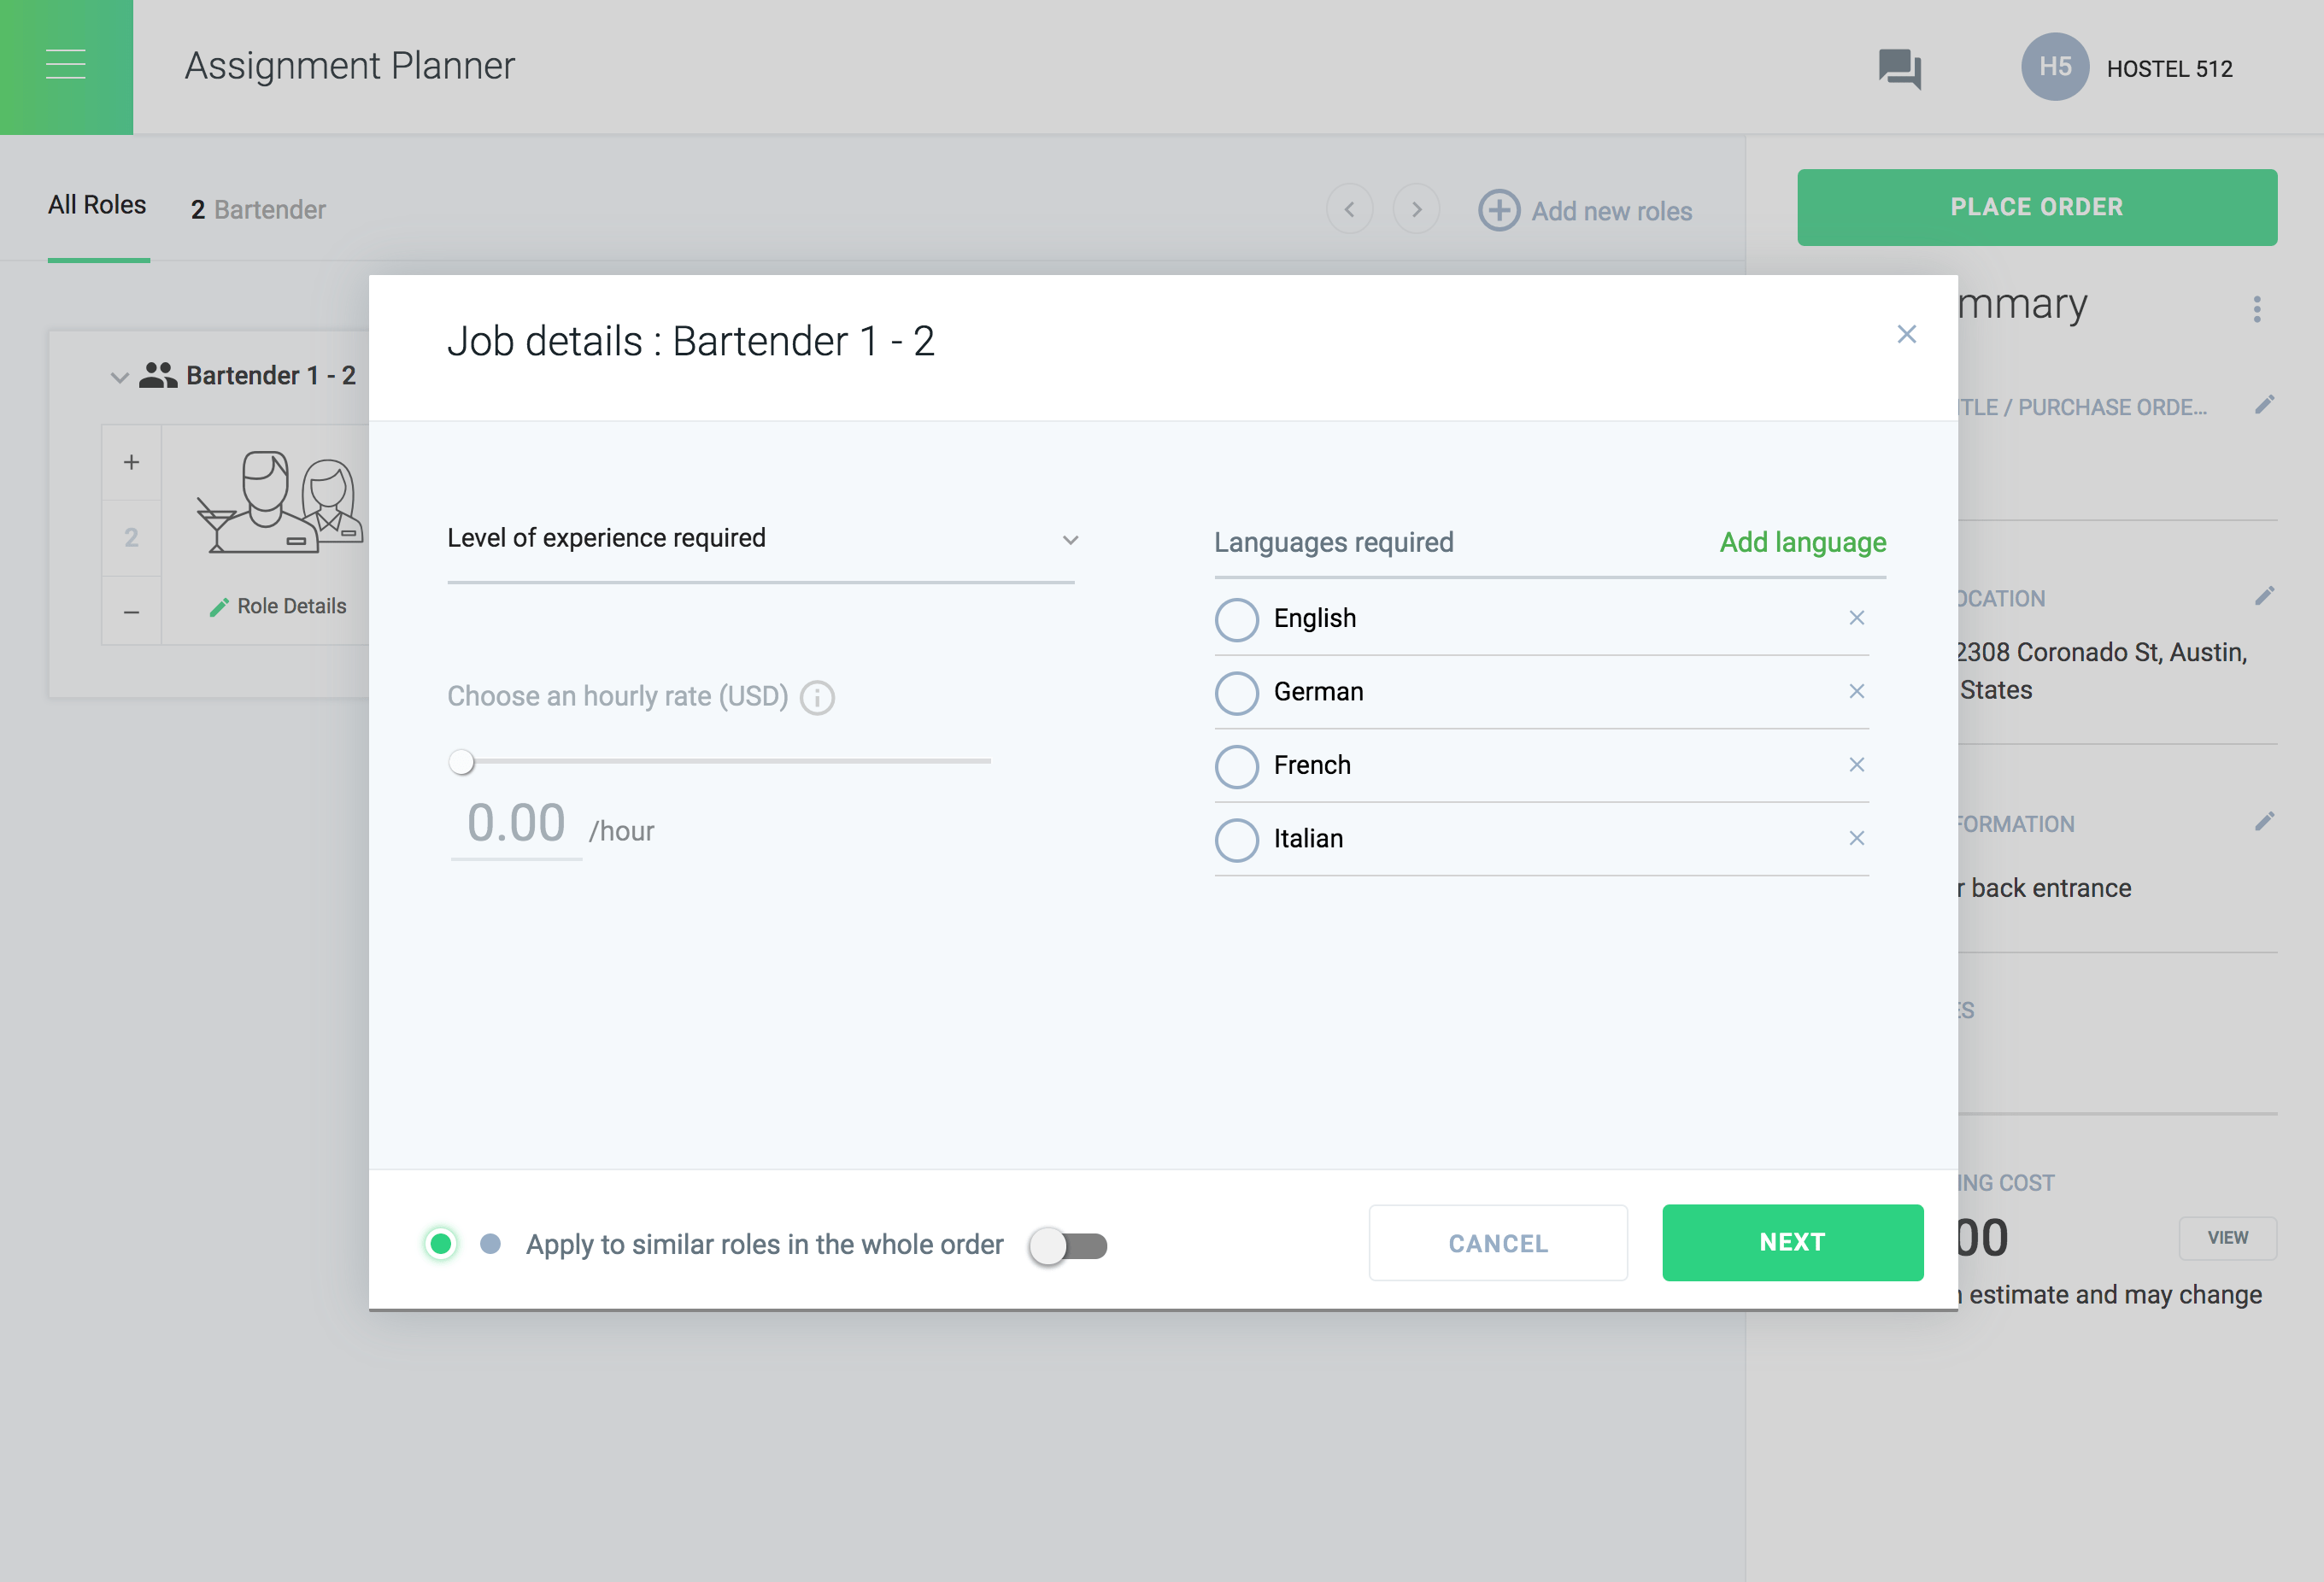 Assignment Planner
H5 HOSTEL 512
All Roles 2 Bartender
Add new roles
PLACE ORDER
Bartender 1 - 2
2
Role Details
Job details : Bartender 1 - 2
Level of experience required
Choose an hourly rate (USD)
0.00 /hour
Languages required Add language
English
German
French
Italian
Apply to similar roles in the whole order
CANCEL NEXT
mmary
TLE / PURCHASE ORDE...
OCATION
2308 Coronado St, Austin,
States
FORMATION
r back entrance
ES
ING COST
00 VIEW
estimate and may change